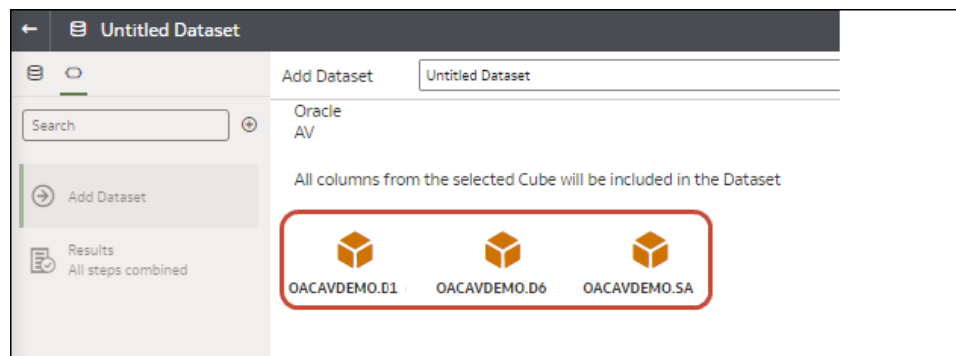 Untitled Dataset
Add Dataset
Untitled Dataset
Oracle
AV
Search
All columns from the selected Cube will be included in the Dataset
Add Dataset
Results
All steps combined
OACAVDEMO.D1
OACAVDEMO.D6
OACAVDEMO.SA